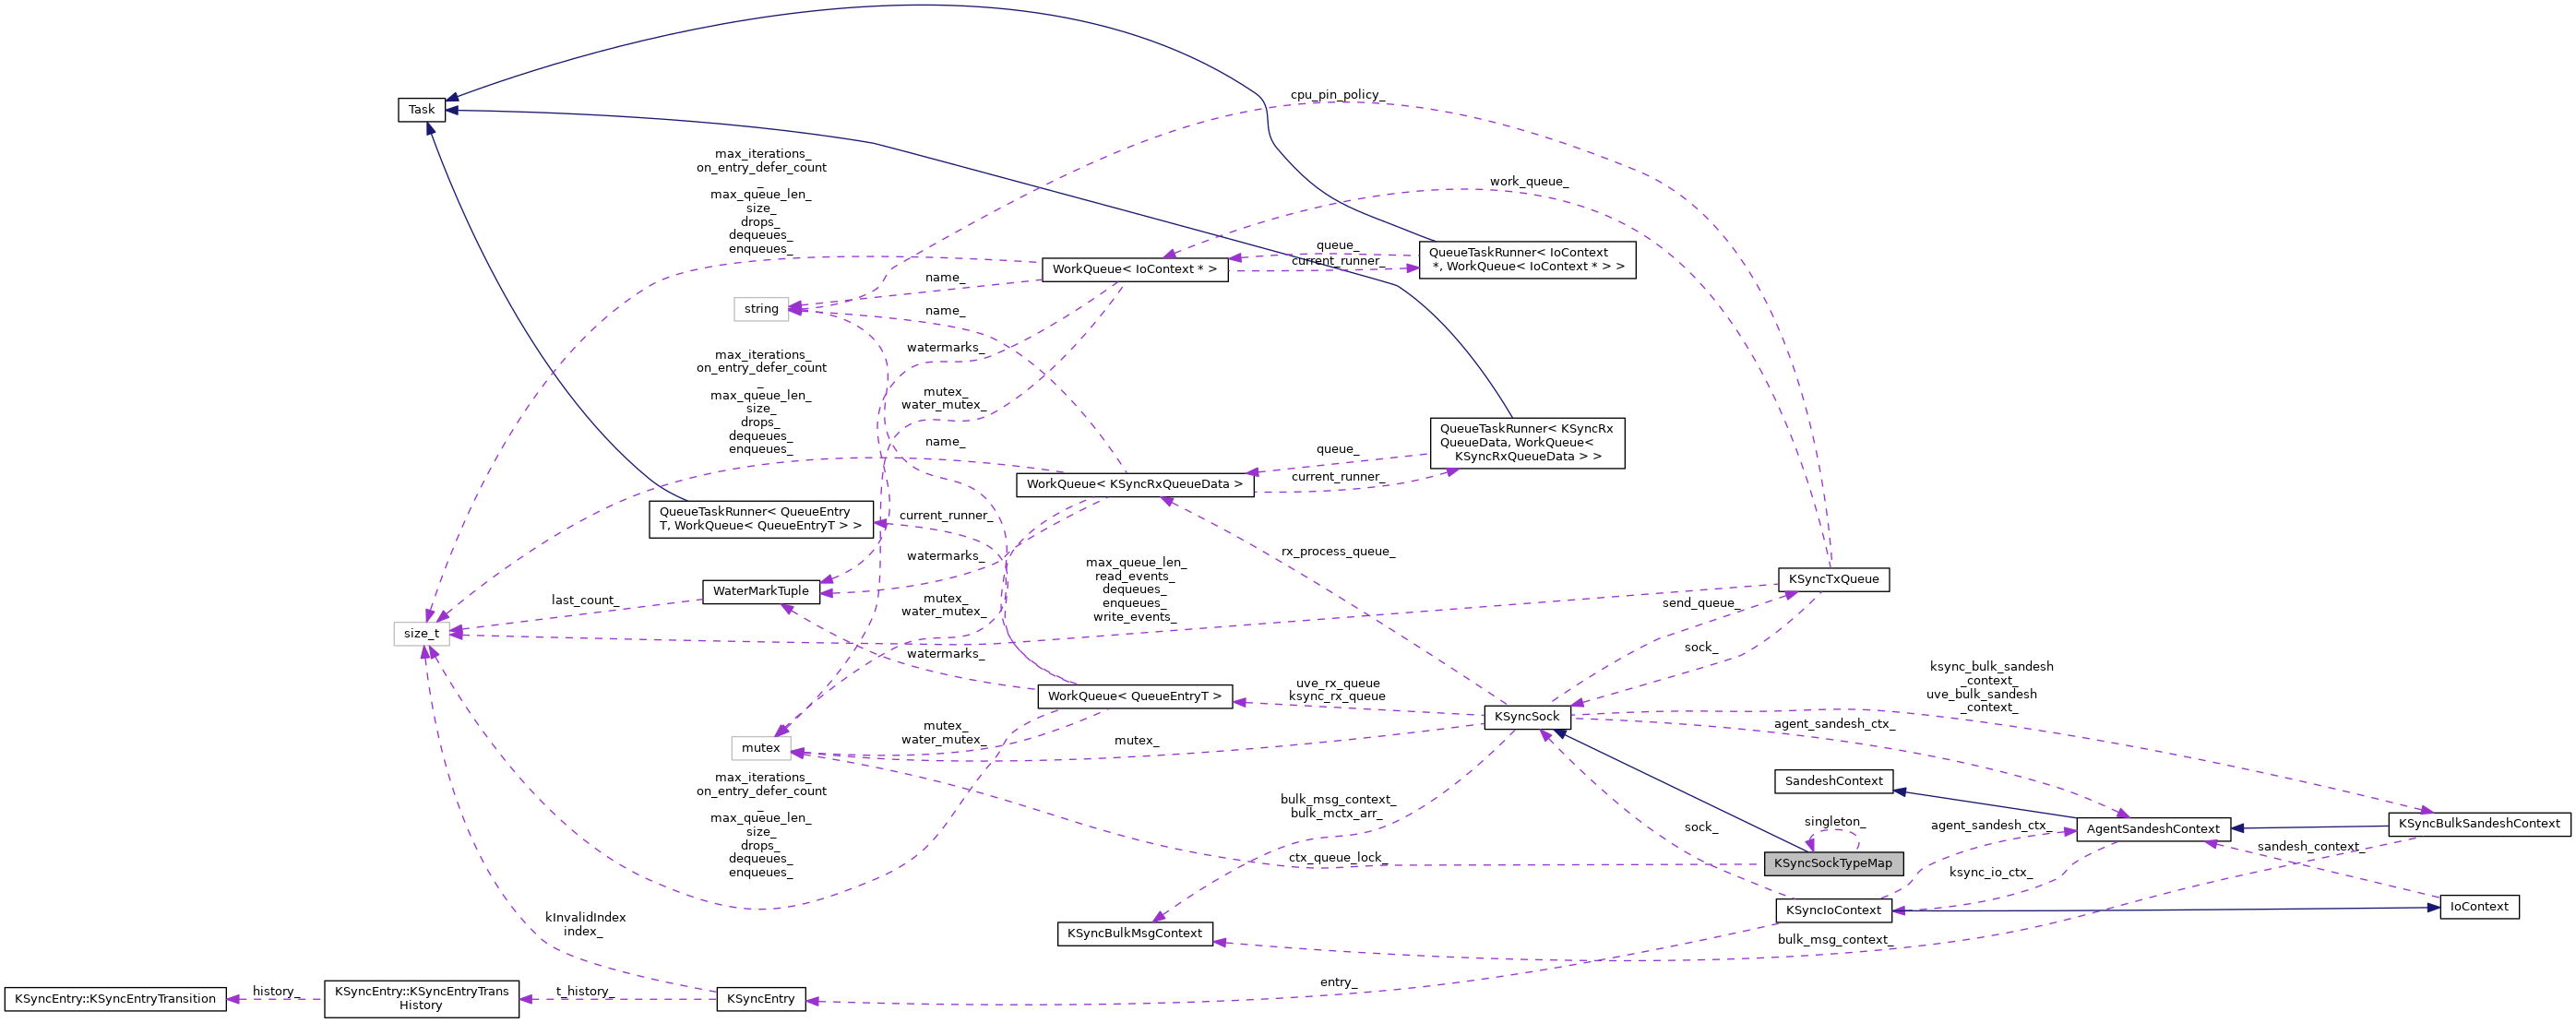 cpu_pin_policy_
Task
max_iterations_
on_entry_defer_count
_
max_queue_len_
size_
drops_
dequeues_
enqueues_
work_queue_
queue_
current_runner_
QueueTaskRunner< IoContext
*, WorkQueue< IoContext * > >
WorkQueue< IoContext * >
name_
string
name_
watermarks_
max_iterations_
on_entry_defer_count
_
max_queue_len_
size_
drops_
dequeues_
enqueues_
mutex_
water_mutex_
name_
queue_
current_runner_
QueueTaskRunner< KSyncRx
QueueData, WorkQueue<
KSyncRxQueueData > >
WorkQueue< KSyncRxQueueData >
QueueTaskRunner< QueueEntry
T, WorkQueue< QueueEntryT > >
current_runner_
watermarks_
rx_process_queue_
max_queue_len_
read_events_
dequeues_
enqueues_
write_events_
KSyncTxQueue
WaterMarkTuple
last_count_
mutex_
water_mutex_
send_queue_
size_t
sock_
watermarks_
WorkQueue< QueueEntryT >
uve_rx_queue
ksync_rx_queue
KSyncSock
ksync_bulk_sandesh
_context_
uve_bulk_sandesh
_context_
agent_sandesh_ctx_
mutex_
water_mutex_
mutex_
mutex
max_iterations_
on_entry_defer_count
_
max_queue_len_
size_
drops_
dequeues_
enqueues_
SandeshContext
bulk_msg_context_
bulk_mctx_arr_
sock_
singleton_
agent_sandesh_ctx_
AgentSandeshContext
KSyncBulkSandeshContext
ctx_queue_lock_
KSyncSockTypeMap
sandesh_context_
ksync_io_ctx_
KSyncIoContext
IoContext
kInvalidIndex
index_
KSyncBulkMsgContext
bulk_msg_context_
entry_
KSyncEntry::KSyncEntryTransition
history_
KSyncEntry::KSyncEntryTrans
History
t_history_
KSyncEntry